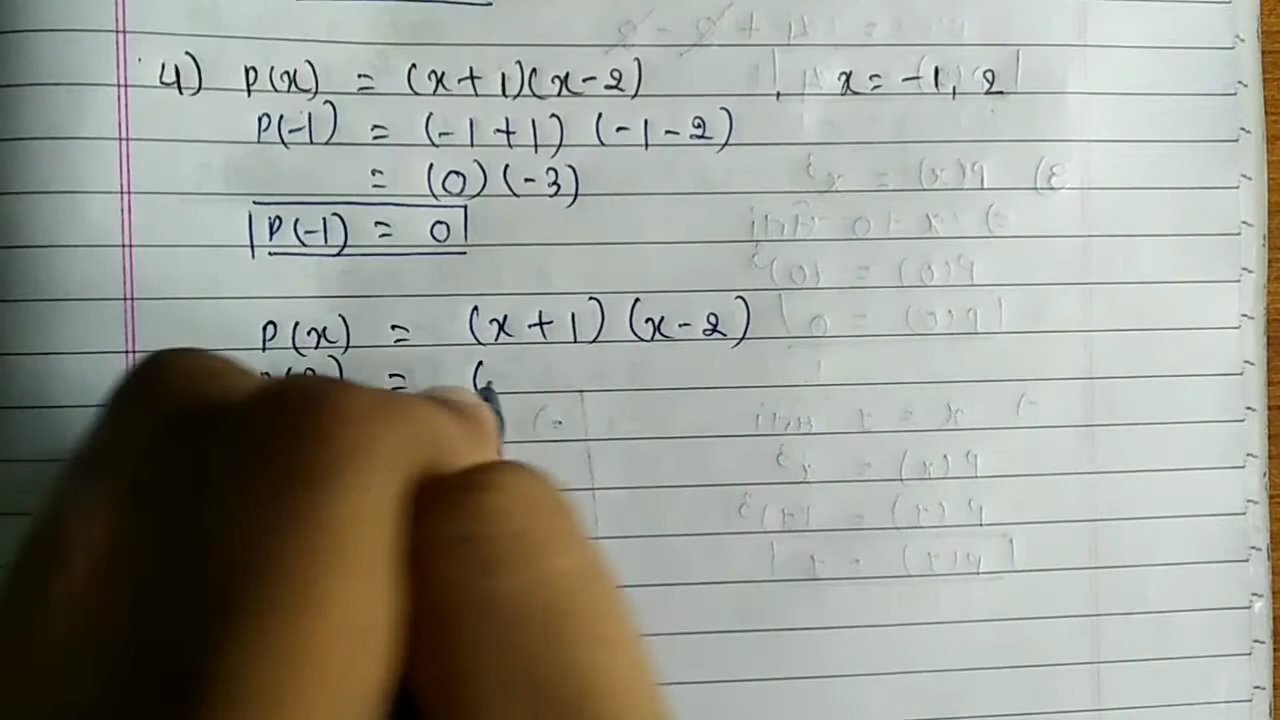 4) P(x) = (x+1)(x-2) , x = -1, 2
P(-1) = (-1+1) (-1-2)
= (0) (-3)
P(-1) = 0
P(x) = (x+1) (x-2)
= (